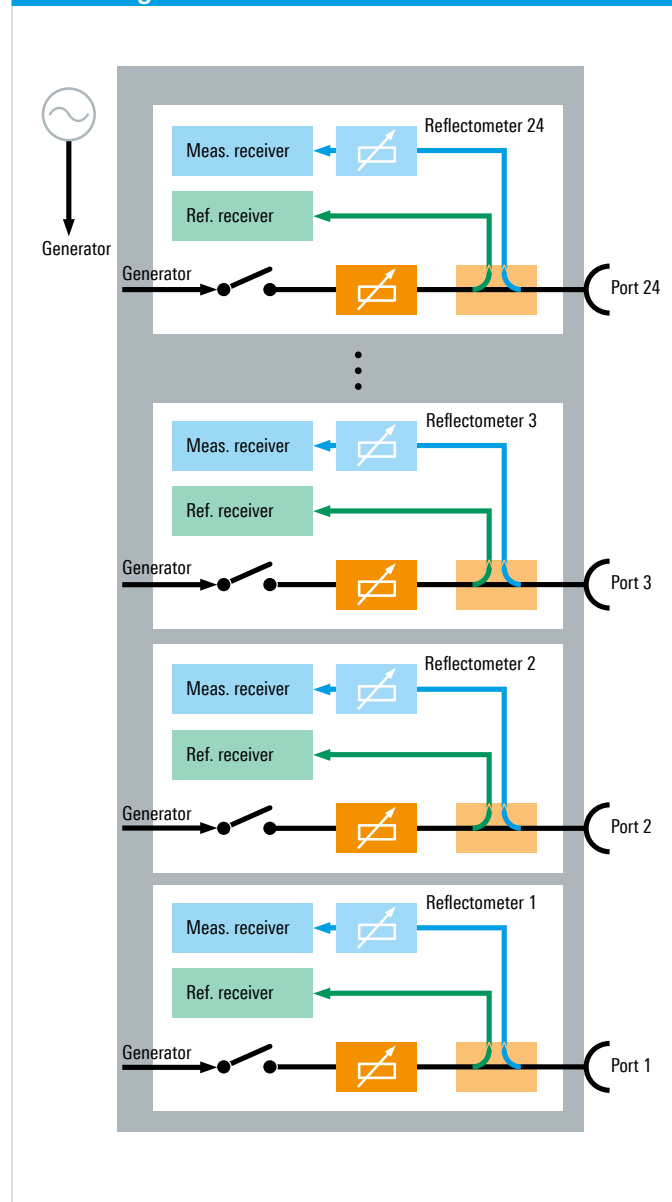 Generator
Reflectometer 24
Meas. receiver
Ref. receiver
Generator
Port 24
Reflectometer 3
Meas. receiver
Ref. receiver
Generator
Port 3
Reflectometer 2
Meas. receiver
Ref. receiver
Generator
Port 2
Reflectometer 1
Meas. receiver
Ref. receiver
Generator
Port 1